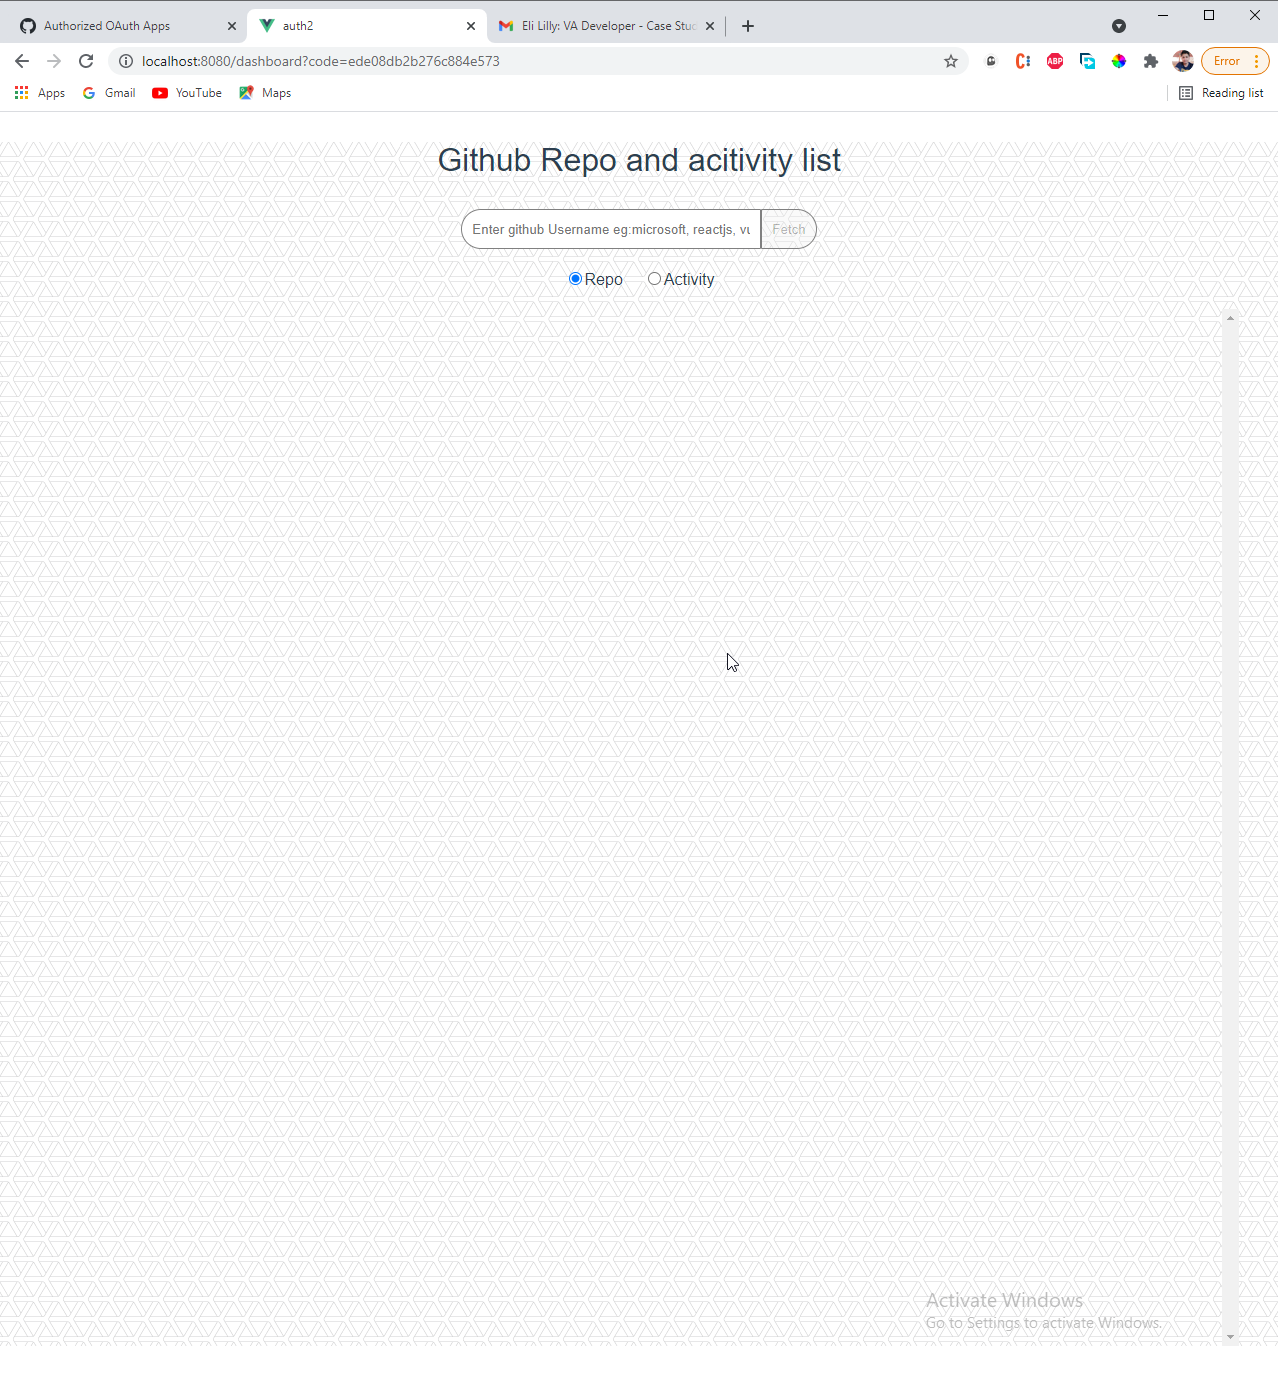 Authorized OAuth Apps
auth2
Eli Lilly: VA Developer - Case Stud
localhost:8080/dashboard?code=ede08db2b276c884e573
ABP
Error
Apps
Gmail
YouTube
Maps
Reading list
Github Repo and acitivity list
Enter github Username eg:microsoft, reactjs, vu
Fetch
Repo
Activity
Activate Windows
Go to Settings to activate Windows.